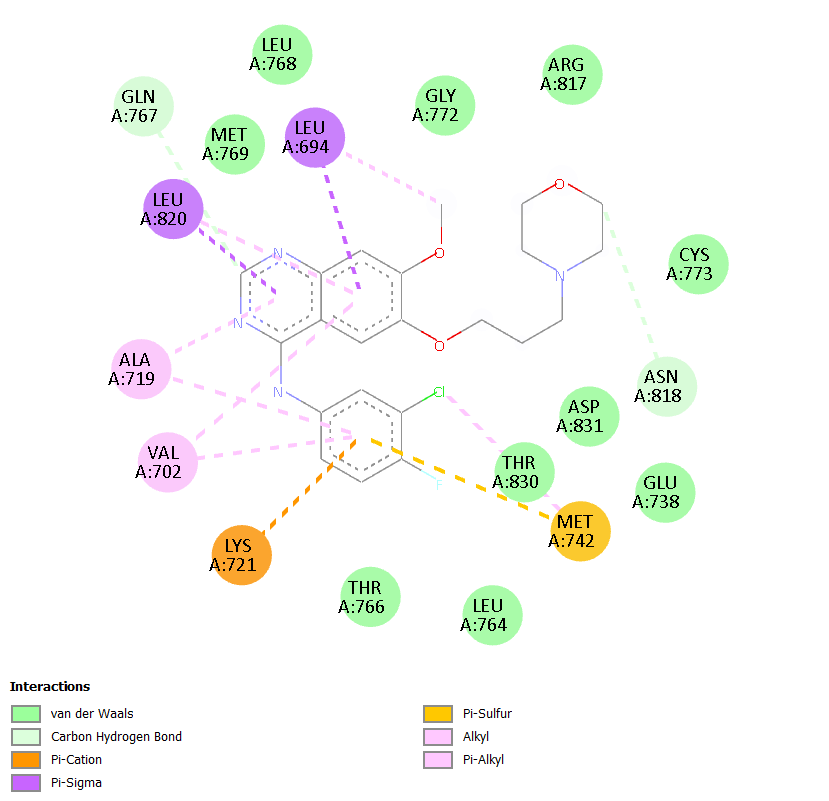 LEU
A:768
ARG
A:817
GLN
A:767
GLY
A:772
MET
A:769
LEU
A:694
O
LEU
A:820
N
O
N
CYS
A:773
N
O
ALA
A:719
ASN
A:818
N
Cl
ASP
A:831
VAL
A:702
THR
A:830
GLU
A:738
F
MET
A:742
LYS
A:721
THR
A:766
LEU
A:764
Interactions
van der Waals
Carbon Hydrogen Bond
Pi-Cation
Pi-Sigma
Pi-Sulfur
Alkyl
Pi-Alkyl